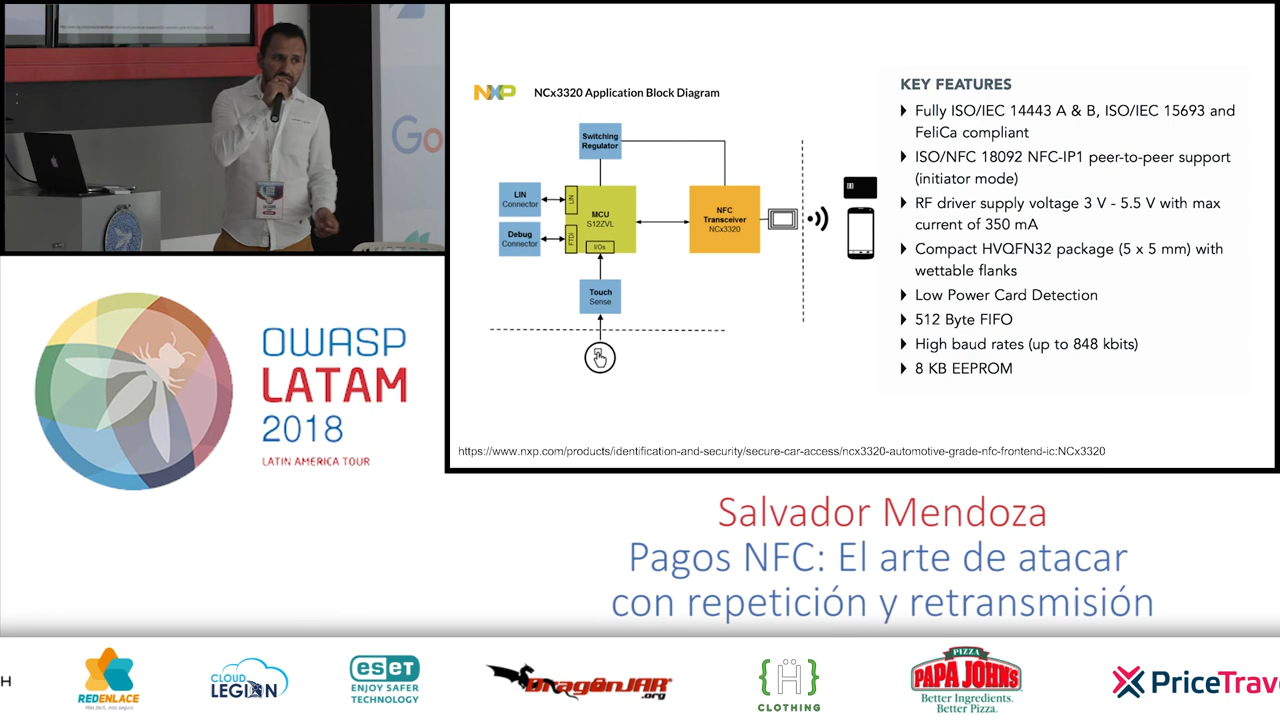 Go
NXP
NCx3320 Application Block Diagram
Switching
Regulator
LIN
Connector
LIN
MCU
S12ZVL
NFC
Transceiver
NCx3320
Debug
Connector
FTDI
I/Os
Touch
Sense
KEY FEATURES
Fully ISO/IEC 14443 A & B, ISO/IEC 15693 and
FeliCa compliant
ISO/NFC 18092 NFC-IP1 peer-to-peer support
(initiator mode)
RF driver supply voltage 3 V - 5.5 V with max
current of 350 mA
Compact HVQFN32 package (5 x 5 mm) with
wettable flanks
Low Power Card Detection
512 Byte FIFO
High baud rates (up to 848 kbits)
8 KB EEPROM
https://www.nxp.com/products/identification-and-security/secure-car-access/ncx3320-automotive-grade-nfc-frontend-ic:NCx3320
OWASP
LATAM
2018
LATIN AMERICA TOUR
Salvador Mendoza
Pagos NFC: El arte de atacar
con repetición y retransmisión
H
REDENLACE
Más fácil, más seguro
CLOUD
LEGION
eSeT
ENJOY SAFER
TECHNOLOGY
DragonJAR
.org
{Ḧ}
CLOTHING
PIZZA
PAPA JOHNS
Better Ingredients.
Better Pizza.
PriceTrave